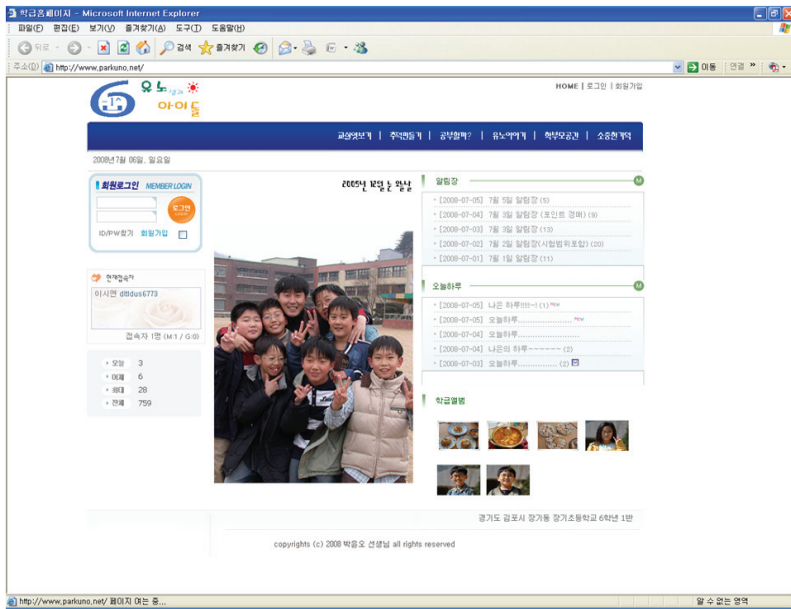 학급홈페이지 - Microsoft Internet Explorer
파일(F) 편집(E) 보기(V) 즐겨찾기(A) 도구(T) 도움말(H)
뒤로 검색 즐겨찾기
주소(D) http://www.parkuno.net/ 이동 연결 »
유노
아이들
HOME | 로그인 | 회원가입
교실엿보기 | 추억만들기 | 공부할까? | 유노이야기 | 학부모공간 | 소중한기억
2008년7월 06일. 일요일
회원로그인 MEMBER LOGIN
로그인
LOGIN
ID/PW찾기 회원가입
현재접속자
이시연 dltldus6773
접속자 1명 (M:1 / G:0)
오늘 3
어제 6
최대 28
전체 759
2005년 12월 눈 온날
알림장 M
[2008-07-05] 7월 5일 알림장 (5)
[2008-07-04] 7월 3일 알림장 (포인트 경매) (9)
[2008-07-03] 7월 3일 알림장 (13)
[2008-07-02] 7월 2일 알림장(시험범위포함) (20)
[2008-07-01] 7월 1일 알림장 (11)
오늘하루 M
[2008-07-05] 나은 하루!!!!~! (1) new
[2008-07-05] 오늘하루...................... new
[2008-07-04] 오늘하루.........................
[2008-07-04] 나은의 하루~~~~~~ (2)
[2008-07-03] 오늘하루................ (2)
학급앨범
경기도 김포시 장기동 장기초등학교 6학년 1반
copyrights (c) 2008 박윤오 선생님 all rights reserved
http://www.parkuno.net/ 페이지 여는 중... 알 수 없는 영역